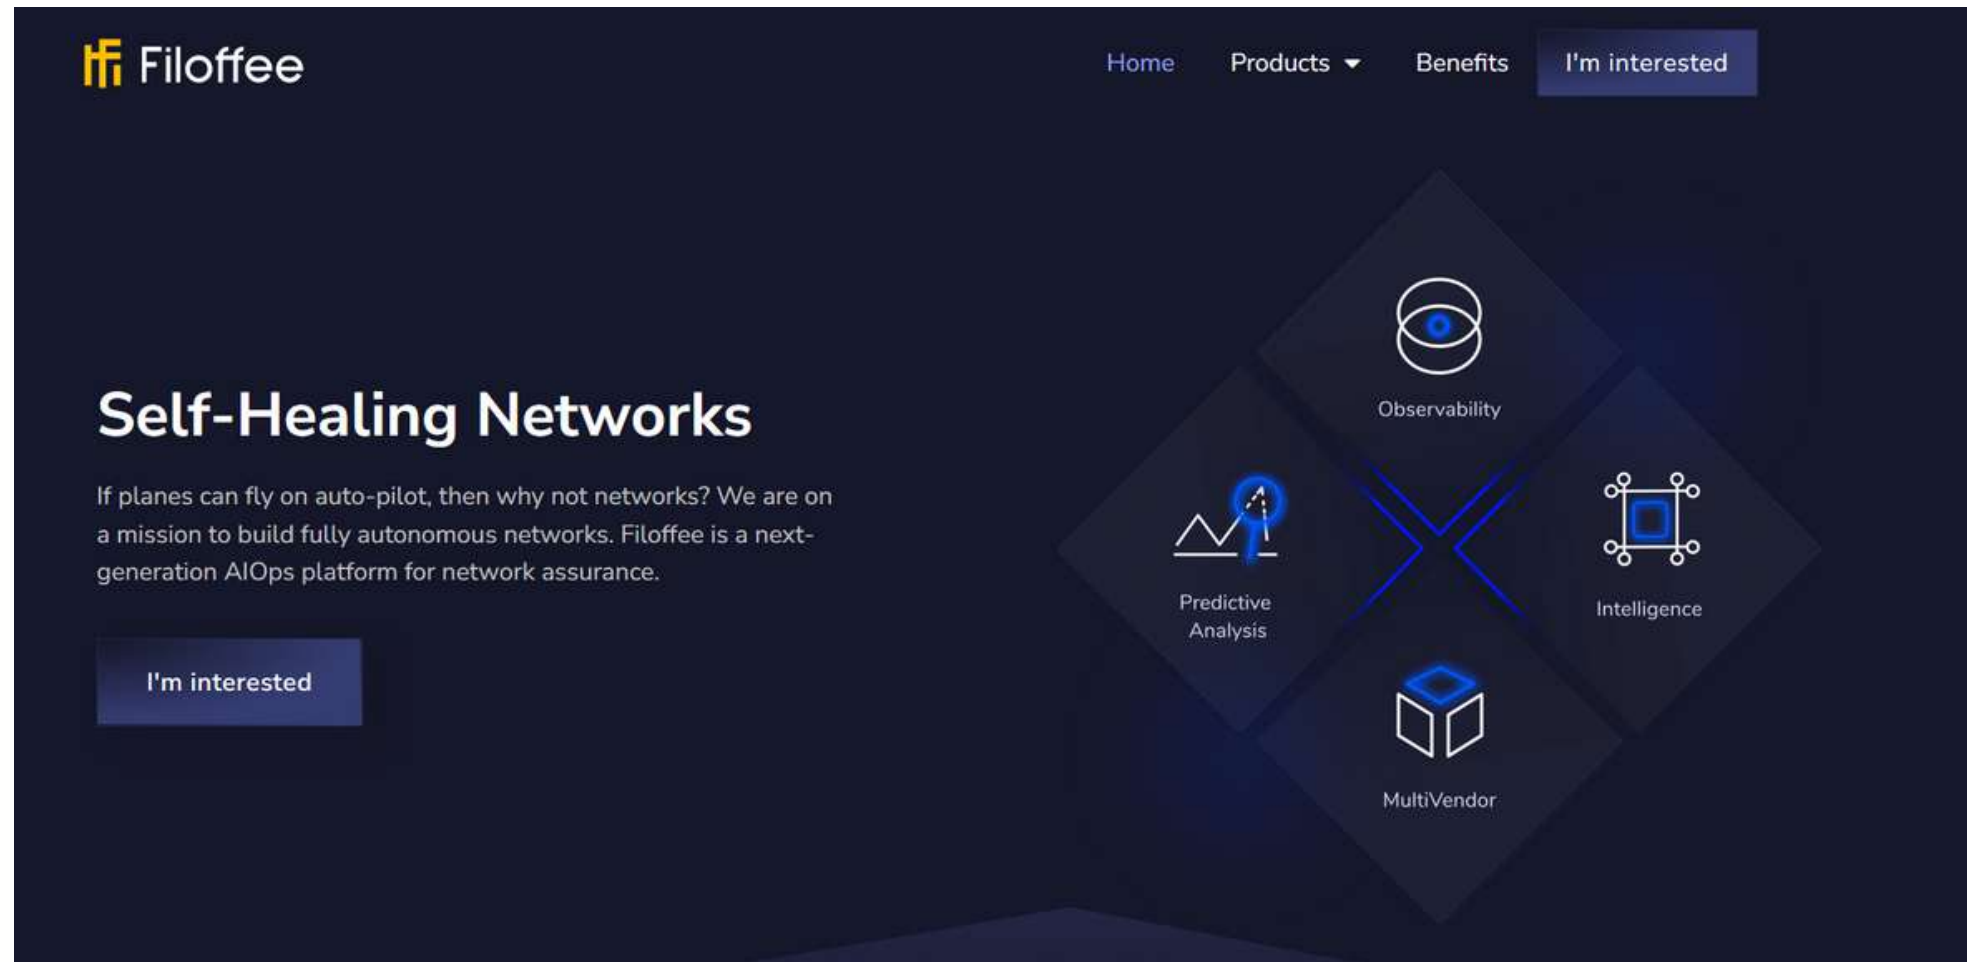 Filoffee
Home
Products
Benefits
I'm interested
Self-Healing Networks
If planes can fly on auto-pilot, then why not networks? We are on
a mission to build fully autonomous networks. Filoffee is a next-
generation AIOps platform for network assurance.
I'm interested
Observability
Predictive
Analysis
Intelligence
MultiVendor